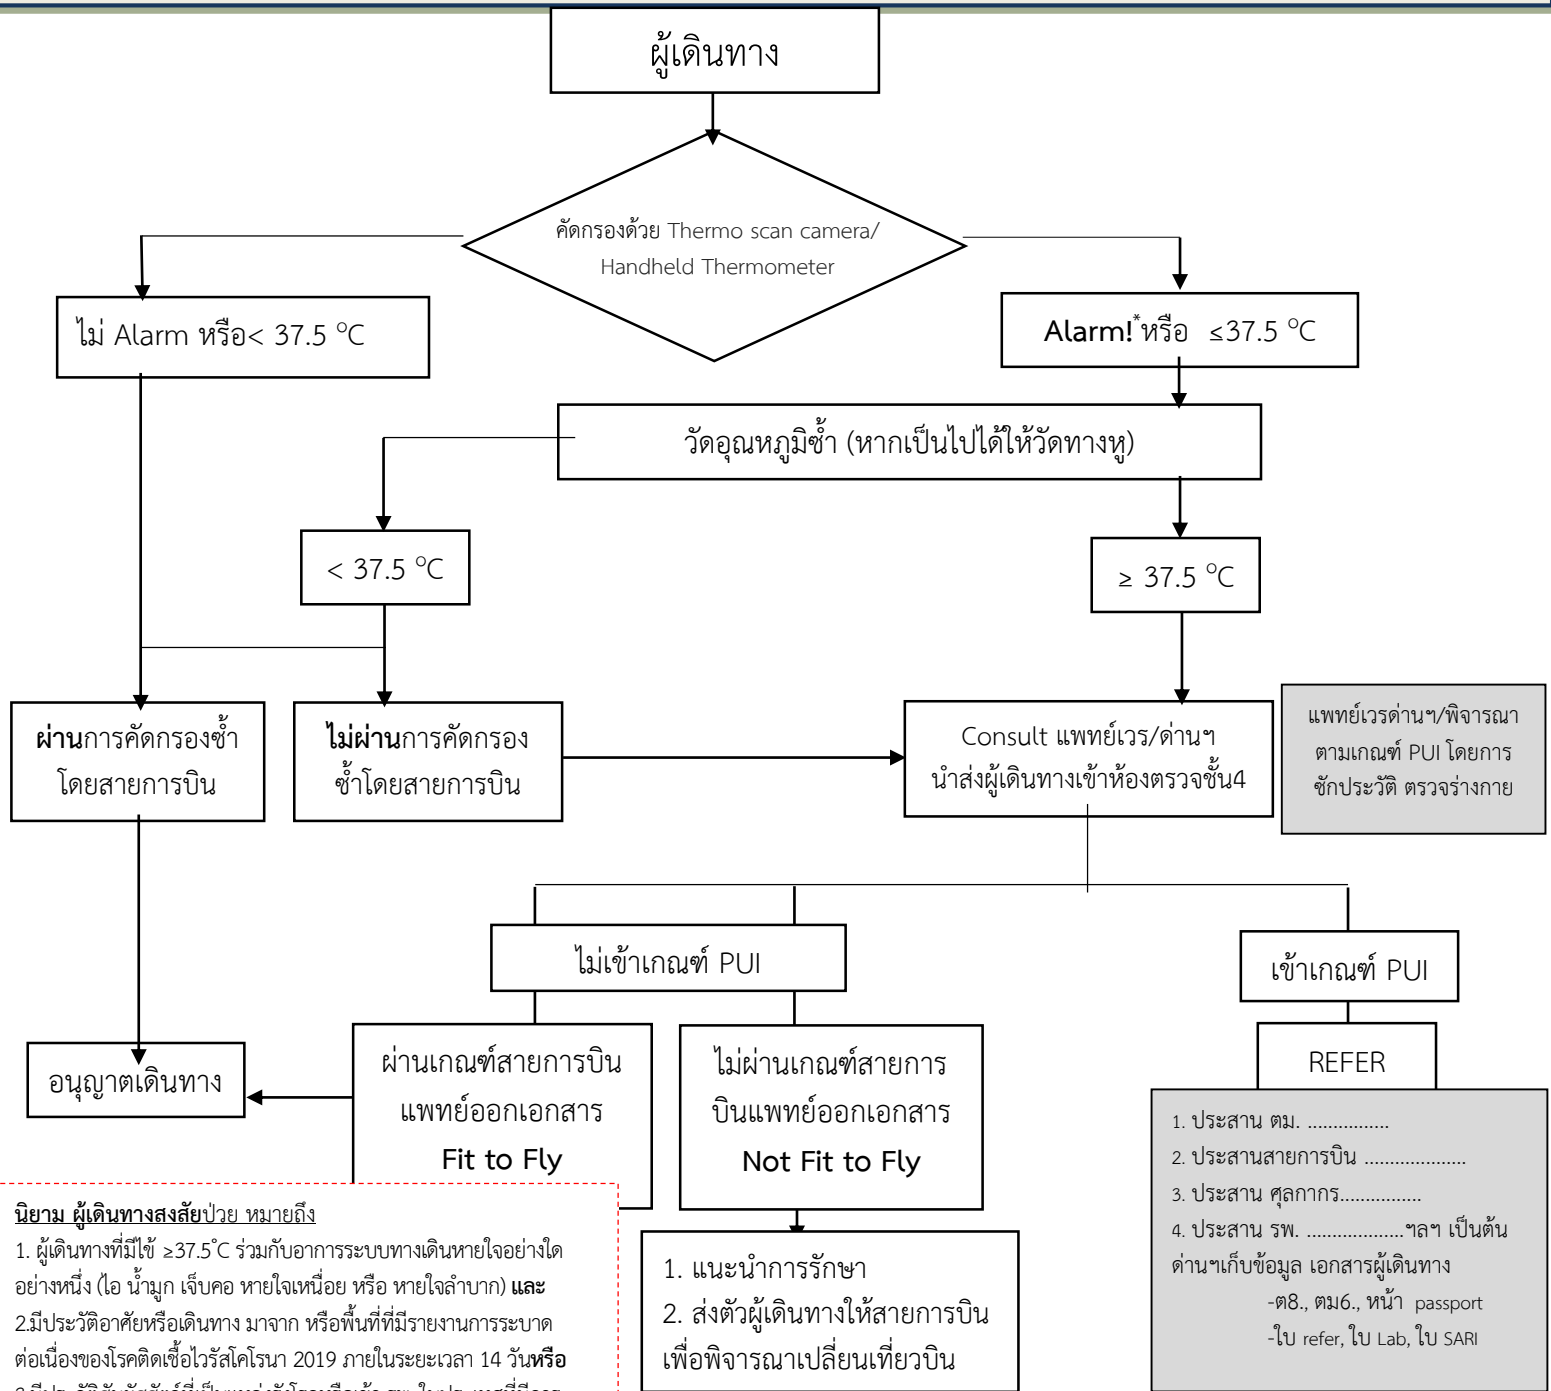 ผู้เดินทาง
คัดกรองด้วย Thermo scan camera/
Handheld Thermometer
ไม่ Alarm หรือ< 37.5 °C
Alarm!*หรือ ≤37.5 °C
วัดอุณหภูมิซ้ำ (หากเป็นไปได้ให้วัดทางหู)
< 37.5 °C
≥ 37.5 °C
ผ่านการคัดกรองซ้ำ
โดยสายการบิน
ไม่ผ่านการคัดกรอง
ซ้ำโดยสายการบิน
Consult แพทย์เวร/ด่านฯ
นำส่งผู้เดินทางเข้าห้องตรวจชั้น4
แพทย์เวรด่านฯ/พิจารณา
ตามเกณฑ์ PUI โดยการ
ซักประวัติ ตรวจร่างกาย
ไม่เข้าเกณฑ์ PUI
เข้าเกณฑ์ PUI
อนุญาตเดินทาง
ผ่านเกณฑ์สายการบิน
แพทย์ออกเอกสาร
Fit to Fly
ไม่ผ่านเกณฑ์สายการ
บินแพทย์ออกเอกสาร
Not Fit to Fly
REFER
1. ประสาน ตม. ................
2. ประสานสายการบิน ....................
3. ประสาน ศุลกากร................
4. ประสาน รพ. ...................ฯลฯ เป็นต้น
ด่านฯเก็บข้อมูล เอกสารผู้เดินทาง
-ต8., ตม6., หน้า passport
-ใบ refer, ใบ Lab, ใบ SARI
1. แนะนำการรักษา
2. ส่งตัวผู้เดินทางให้สายการบิน
เพื่อพิจารณาเปลี่ยนเที่ยวบิน
นิยาม ผู้เดินทางสงสัยป่วย หมายถึง
1. ผู้เดินทางที่มีไข้ ≥37.5°C ร่วมกับอาการระบบทางเดินหายใจอย่างใด
อย่างหนึ่ง (ไอ น้ำมูก เจ็บคอ หายใจเหนื่อย หรือ หายใจลำบาก) และ
2.มีประวัติอาศัยหรือเดินทาง มาจาก หรือพื้นที่ที่มีรายงานการระบาด
ต่อเนื่องของโรคติดเชื้อไวรัสโคโรนา 2019 ภายในระยะเวลา 14 วันหรือ